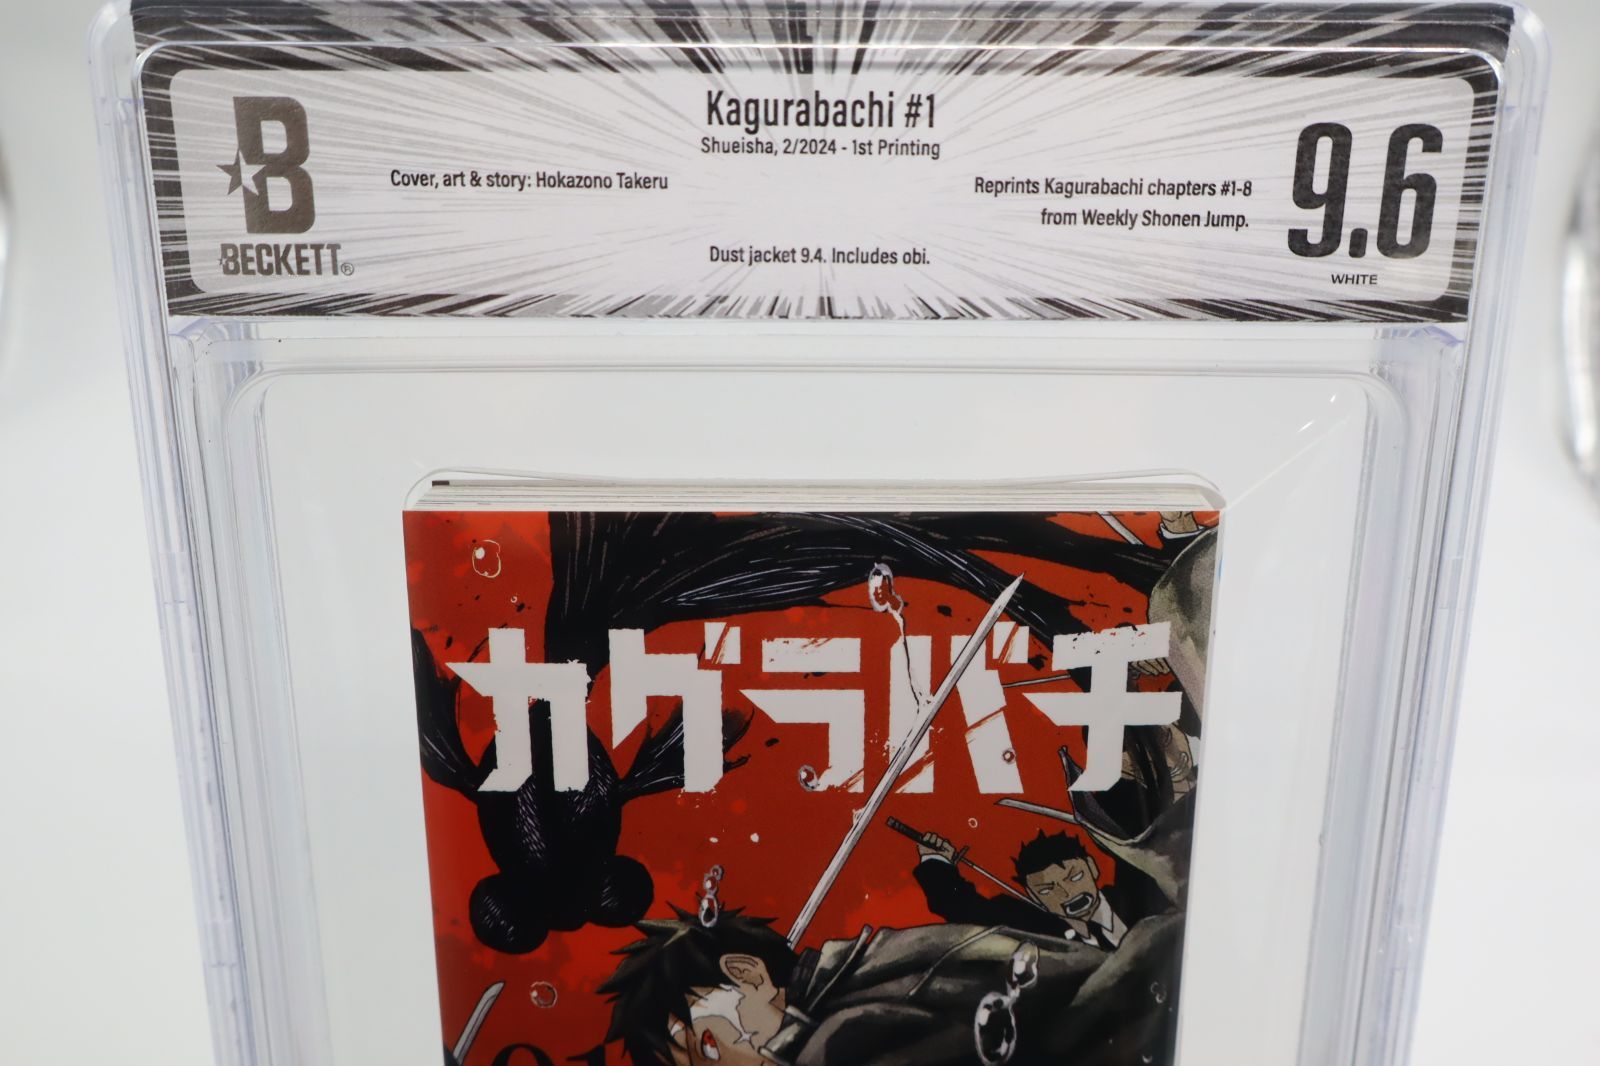 B
BECKETT®
Kagurabachi #1
Shueisha, 2/2024 - 1st Printing
Cover, art & story: Hokazono Takeru
Reprints Kagurabachi chapters #1-8
from Weekly Shonen Jump.
Dust jacket 9.4. Includes obi.
9.6
WHITE
カグラバチ
01